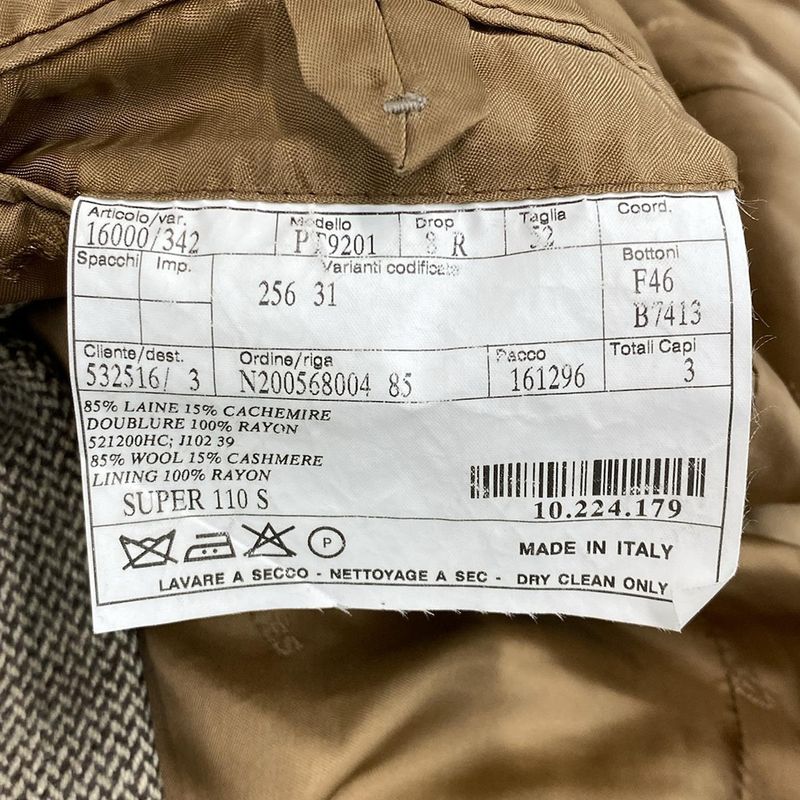 Articolo/var. Modello Drop Taglia Coord.
16000/342 9201 R 52
Spacchi Imp. Varianti codificate Bottoni
256 31 F46
B7413
Cliente/dest. Ordine/riga Pacco Totali Capi
532516/ 3 N200568004 85 161296 3
85% LAINE 15% CACHEMIRE
DOUBLURE 100% RAYON
521200HC; J102 39
85% WOOL 15% CASHMERE
LINING 100% RAYON
SUPER 110 S
10.224.179
P
MADE IN ITALY
LAVARE A SECCO - NETTOYAGE A SEC - DRY CLEAN ONLY